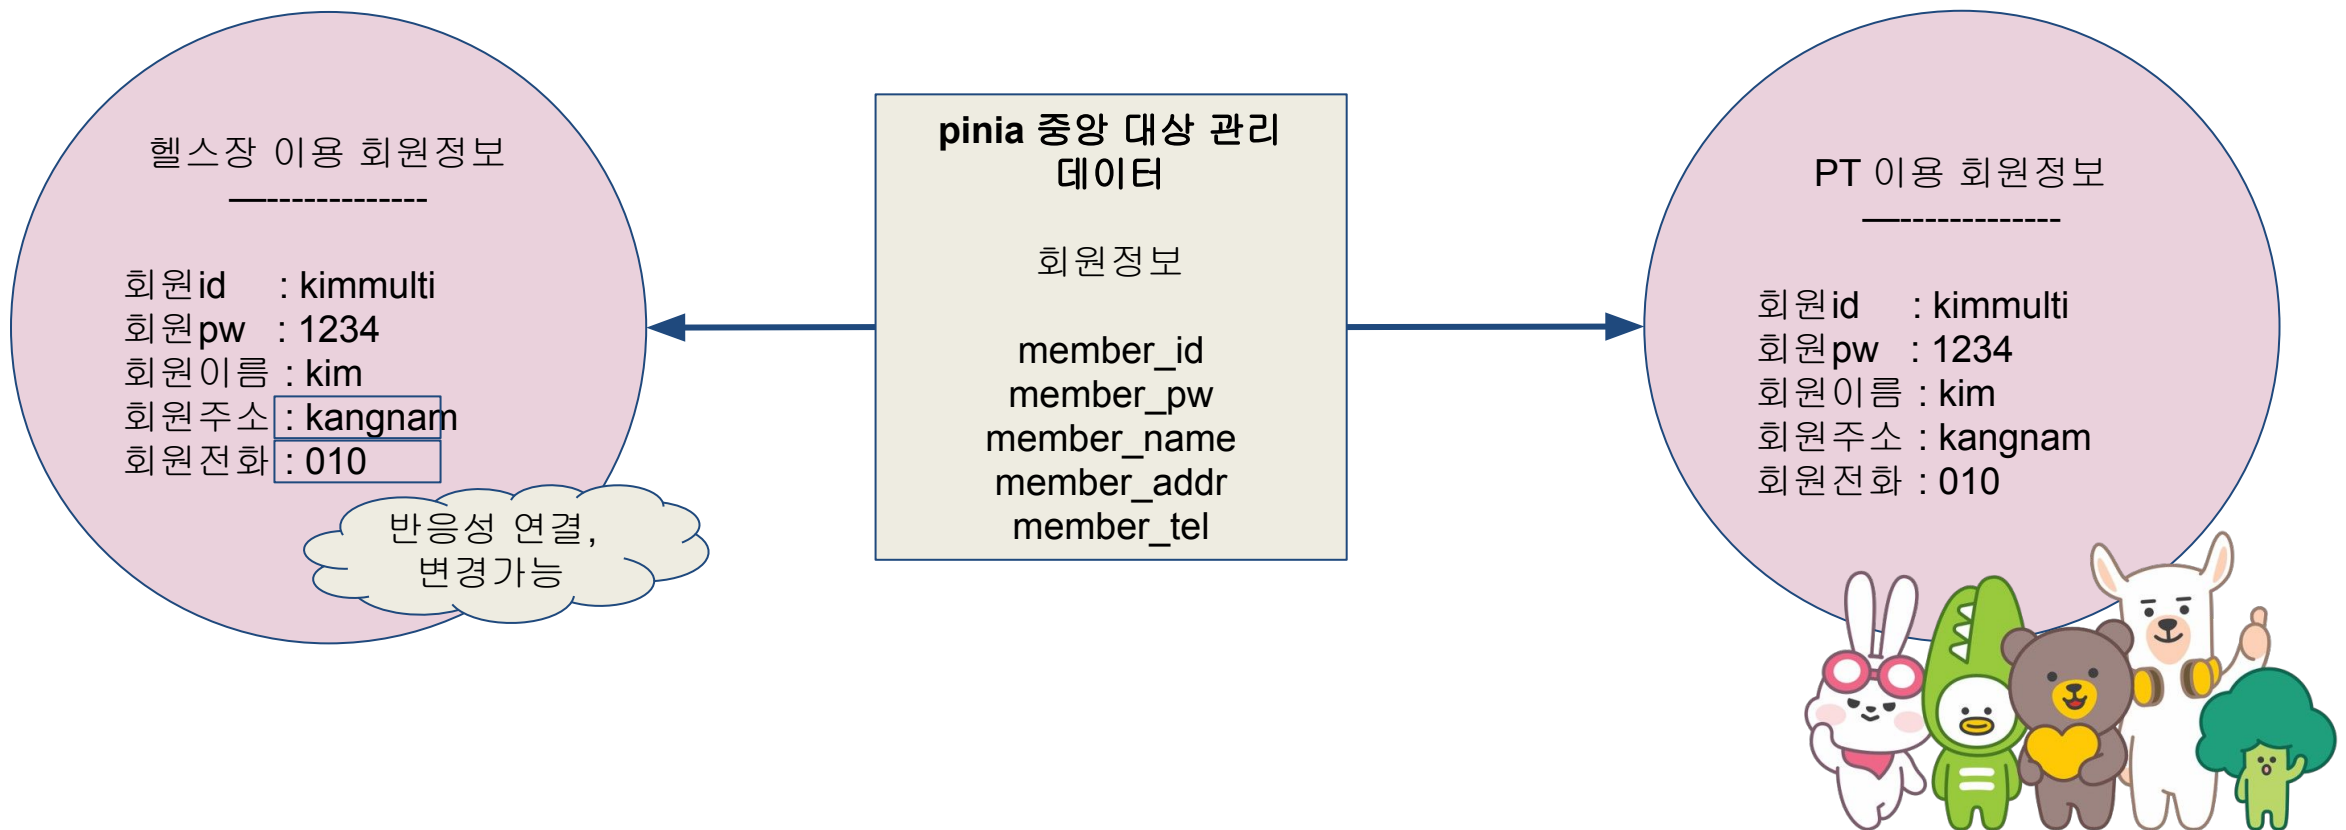 헬스장 이용 회원정보
—-------------
회원id : kimmulti
회원pw : 1234
회원이름 : kim
회원주소 : kangnam
회원전화 : 010
반응성 연결,
변경가능
pinia 중앙 대상 관리
데이터
회원정보
member_id
member_pw
member_name
member_addr
member_tel
PT 이용 회원정보
—-------------
회원id : kimmulti
회원pw : 1234
회원이름 : kim
회원주소 : kangnam
회원전화 : 010